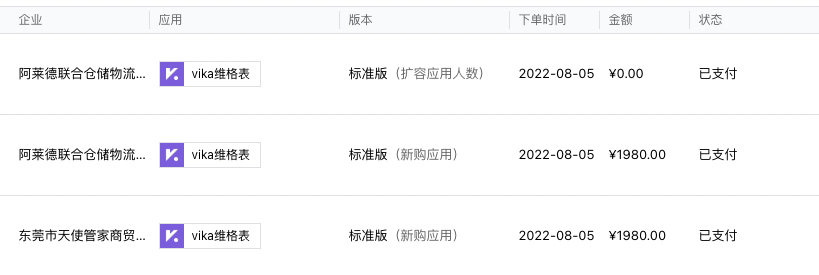 企业 应用 版本 下单时间 金额 状态
阿莱德联合仓储物流... vika维格表 标准版（扩容应用人数） 2022-08-05 ¥0.00 已支付
阿莱德联合仓储物流... vika维格表 标准版（新购应用） 2022-08-05 ¥1980.00 已支付
东莞市天使管家商贸... vika维格表 标准版（新购应用） 2022-08-05 ¥1980.00 已支付